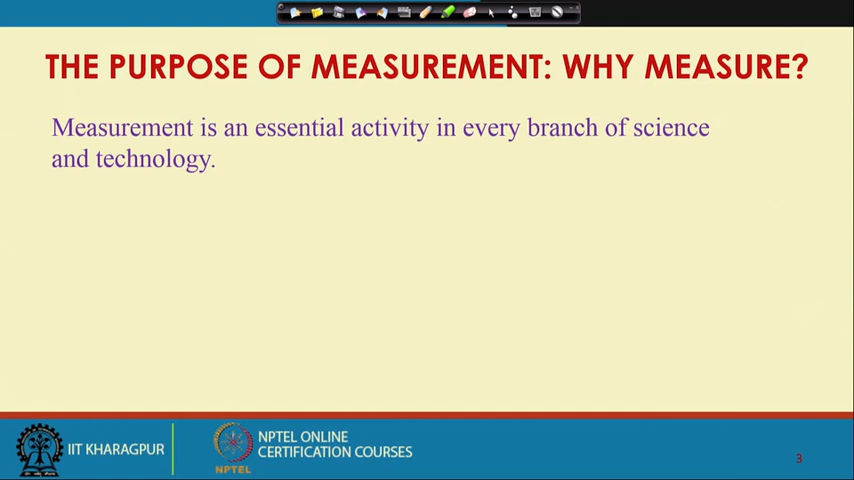 THE PURPOSE OF MEASUREMENT: WHY MEASURE?
Measurement is an essential activity in every branch of science
and technology.
IIT KHARAGPUR
NPTEL
NPTEL ONLINE
CERTIFICATION COURSES
3